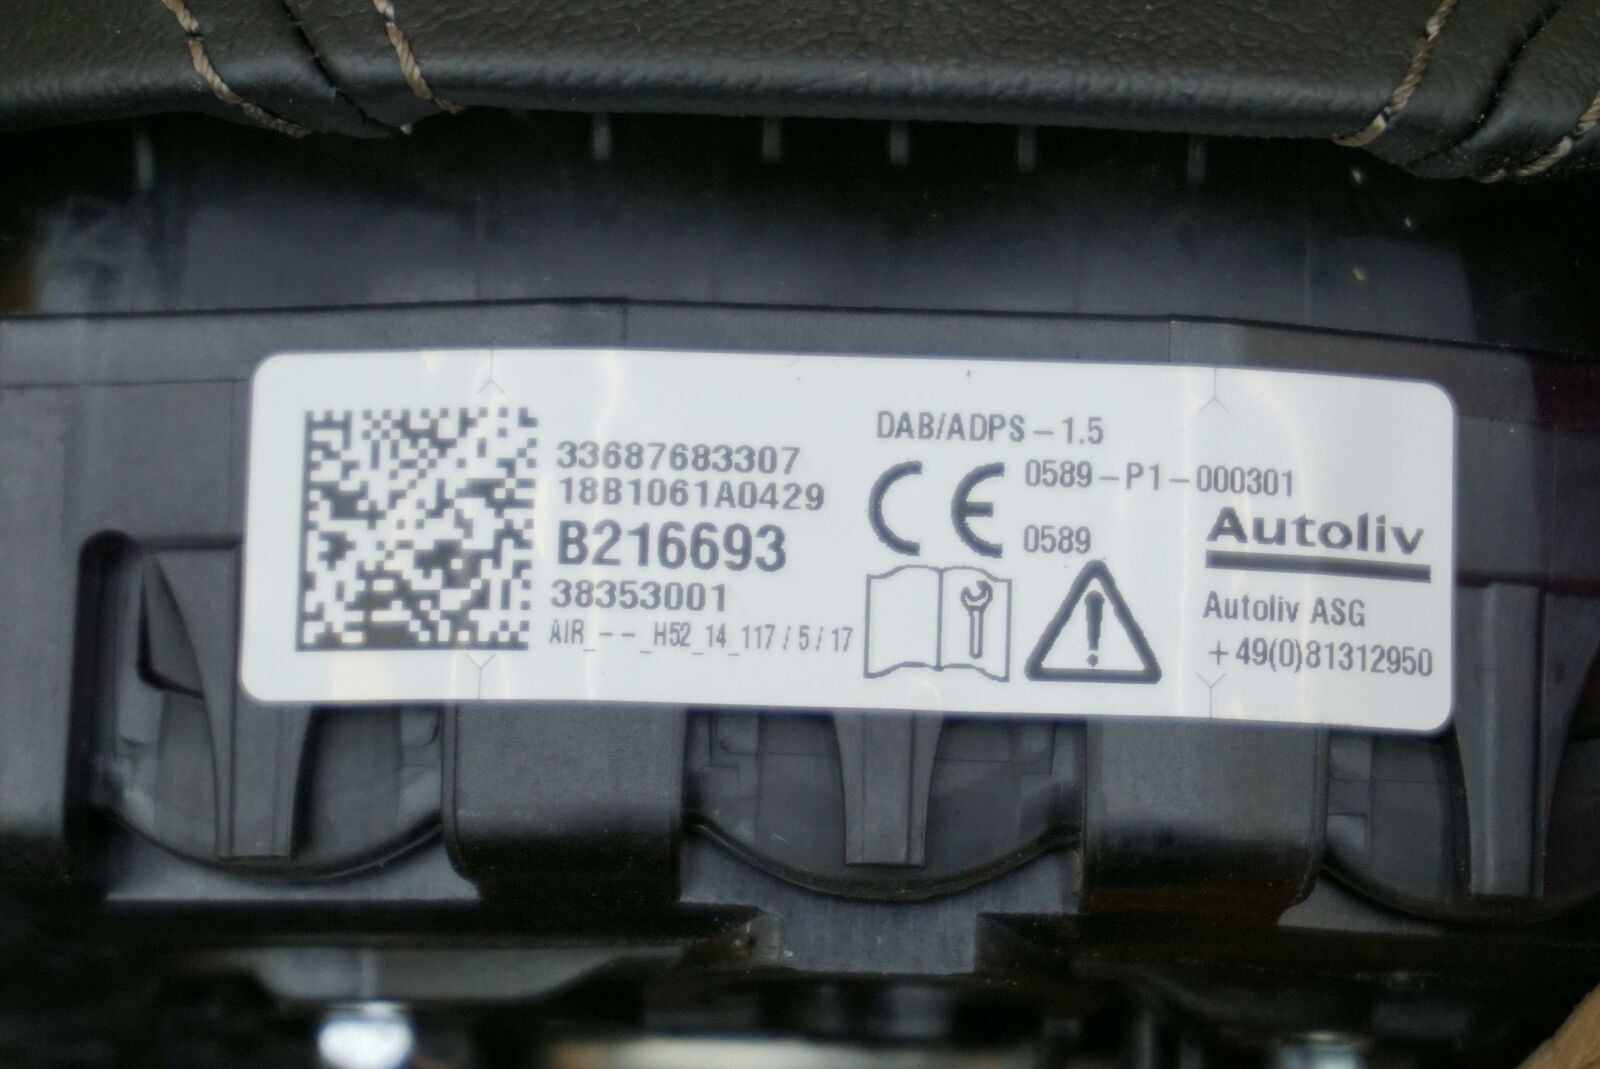 33687683307
18B1061A0429
B216693
38353001
AIR_--_H52_14_117/5/17
DAB/ADPS-1.5
CE
0589-P1-000301
0589
Autoliv
Autoliv ASG
+49(0)81312950